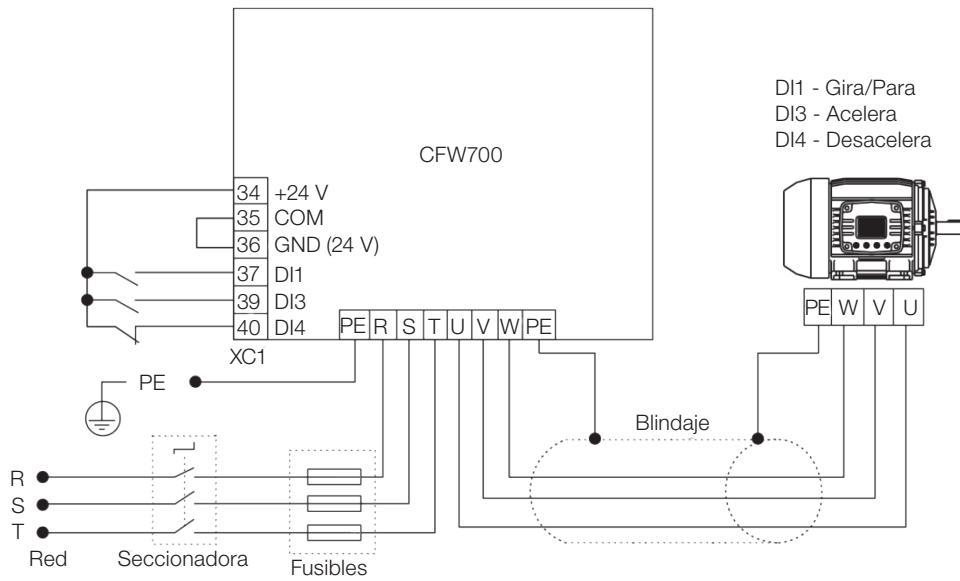 CFW700
DI1 - Gira/Para
DI3 - Acelera
DI4 - Desacelera
34 +24 V
35 COM
36 GND (24 V)
37 DI1
39 DI3
40 DI4
XC1
PE R S T U V W PE
PE W V U
PE
Blindaje
R
S
T
Red
Seccionadora
Fusibles